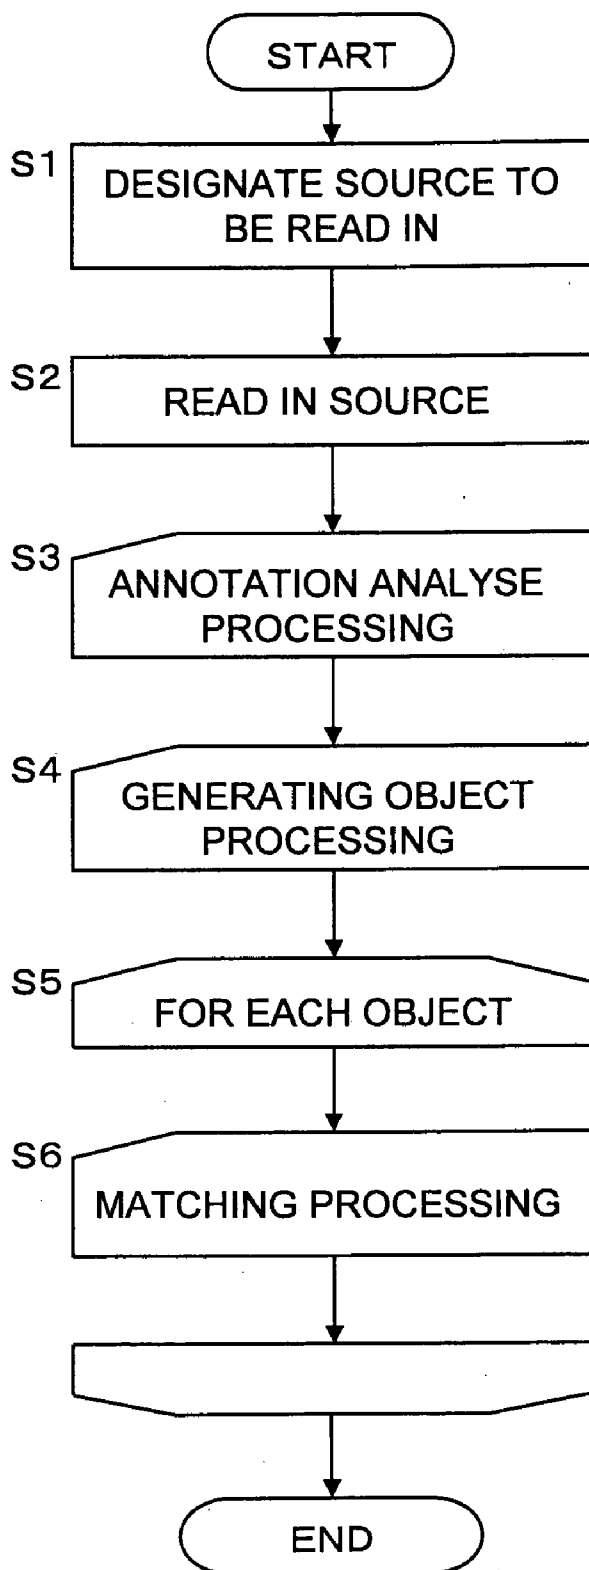 START
S1
DESIGNATE SOURCE TO
BE READ IN
S2
READ IN SOURCE
S3
ANNOTATION ANALYSE
PROCESSING
S4
GENERATING OBJECT
PROCESSING
S5
FOR EACH OBJECT
S6
MATCHING PROCESSING
END